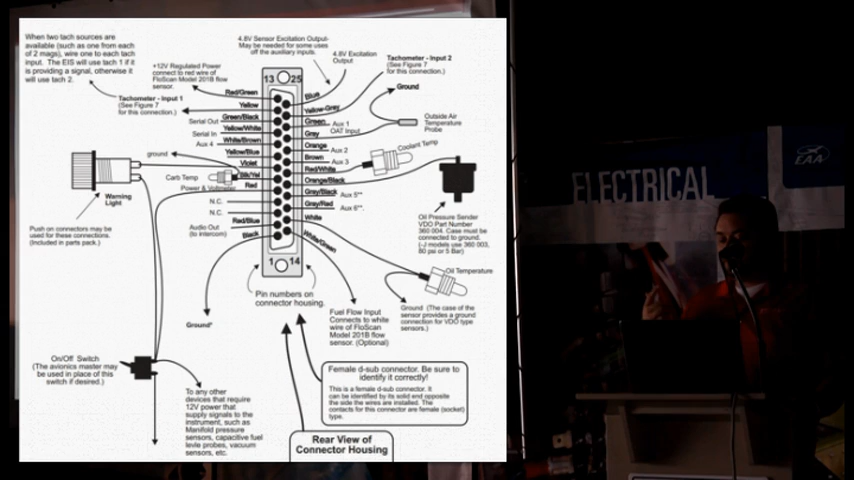 When two tach sources are
available (such as one from each
of 2 mags), wire one to each tach
input. The EIS will use tach 1 if it
is providing a signal, otherwise it
will use tach 2.
+12V Regulated Power
connect to red wire of
FloScan Model 201B flow
sensor.
4.8V Sensor Excitation Output-
May be needed for some uses
off the auxiliary inputs.
4.8V Excitation
Output
Tachometer - Input 2
(See Figure 7
for this connection.)
Tachometer - Input 1
(See Figure 7
for this connection.)
13 25
Red/Green
Yellow
Green/Black
Yellow/White
White/Brown
Yellow/Blue
Violet
Blk/Yel
Red
Red/Blue
Black
Serial Out
Serial In
Aux 4
ground
Carb Temp
Power & Voltmeter
N.C.
N.C.
Audio Out
(to intercom)
Blue
Yellow-Gray
Green
Gray
Orange
Brown
Red/White
Orange/Black
Gray/Black
Gray/Red
White
White/Green
Aux 1
OAT Input
Aux 2
Aux 3
Aux 5**
Aux 6**.
Ground
Outside Air
Temperature
Probe
Coolant Temp
Warning
Light
Push on connectors may be
used for these connections.
(Included in parts pack.)
Oil Pressure Sender
VDO Part Number
360 004. Case must be
connected to ground.
(-J models use 360 003,
80 psi or 5 Bar)
1 14
Oil Temperature
Pin numbers on
connector housing.
Ground*
Fuel Flow Input
Connects to white
wire of FloScan
Model 201B flow
sensor. (Optional)
Ground (The case of the
sensor provides a ground
connection for VDO type
sensors.)
On/Off Switch
(The avionics master may
be used in place of this
switch if desired.)
To any other
devices that require
12V power that
supply signals to the
instrument, such as
Manifold pressure
sensors, capacitive fuel
levle probes, vacuum
sensors, etc.
Female d-sub connector. Be sure to
identify it correctly!
This is a female d-sub connector. It
can be identified by its solid end opposite
the side the wires are installed. The
contacts for this connector are female (socket)
type.
Rear View of
Connector Housing
ELECTRICAL
EAA